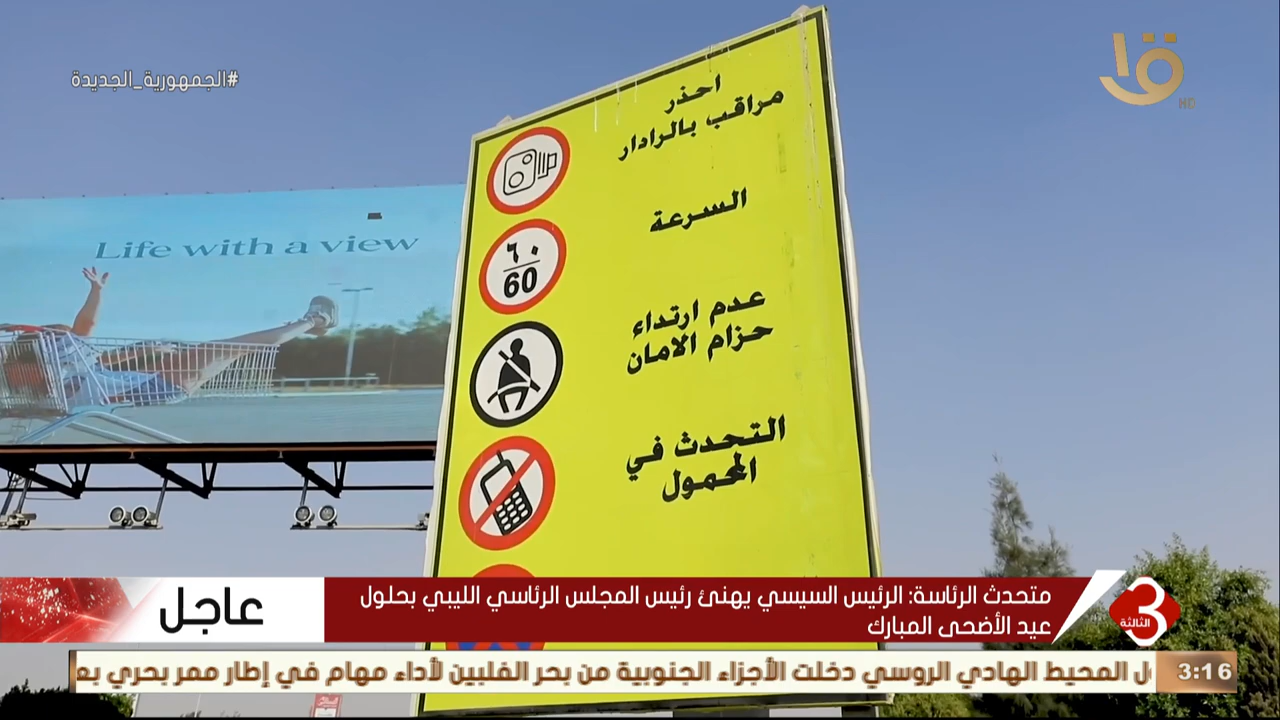 #الجمهورية_الجديدة
HD
Life with a view
احذر
مراقب بالرادار
السرعة
٦٠
60
عدم ارتداء
حزام الامان
التحدث في
المحمول
عاجل
متحدث الرئاسة: الرئيس السيسي يهنئ رئيس المجلس الرئاسي الليبي بحلول
عيد الأضحى المبارك
3
الثالثة
المحيط الهادي الروسي دخلت الأجزاء الجنوبية من بحر الفلبين لأداء مهام في إطار ممر بحري
3:16